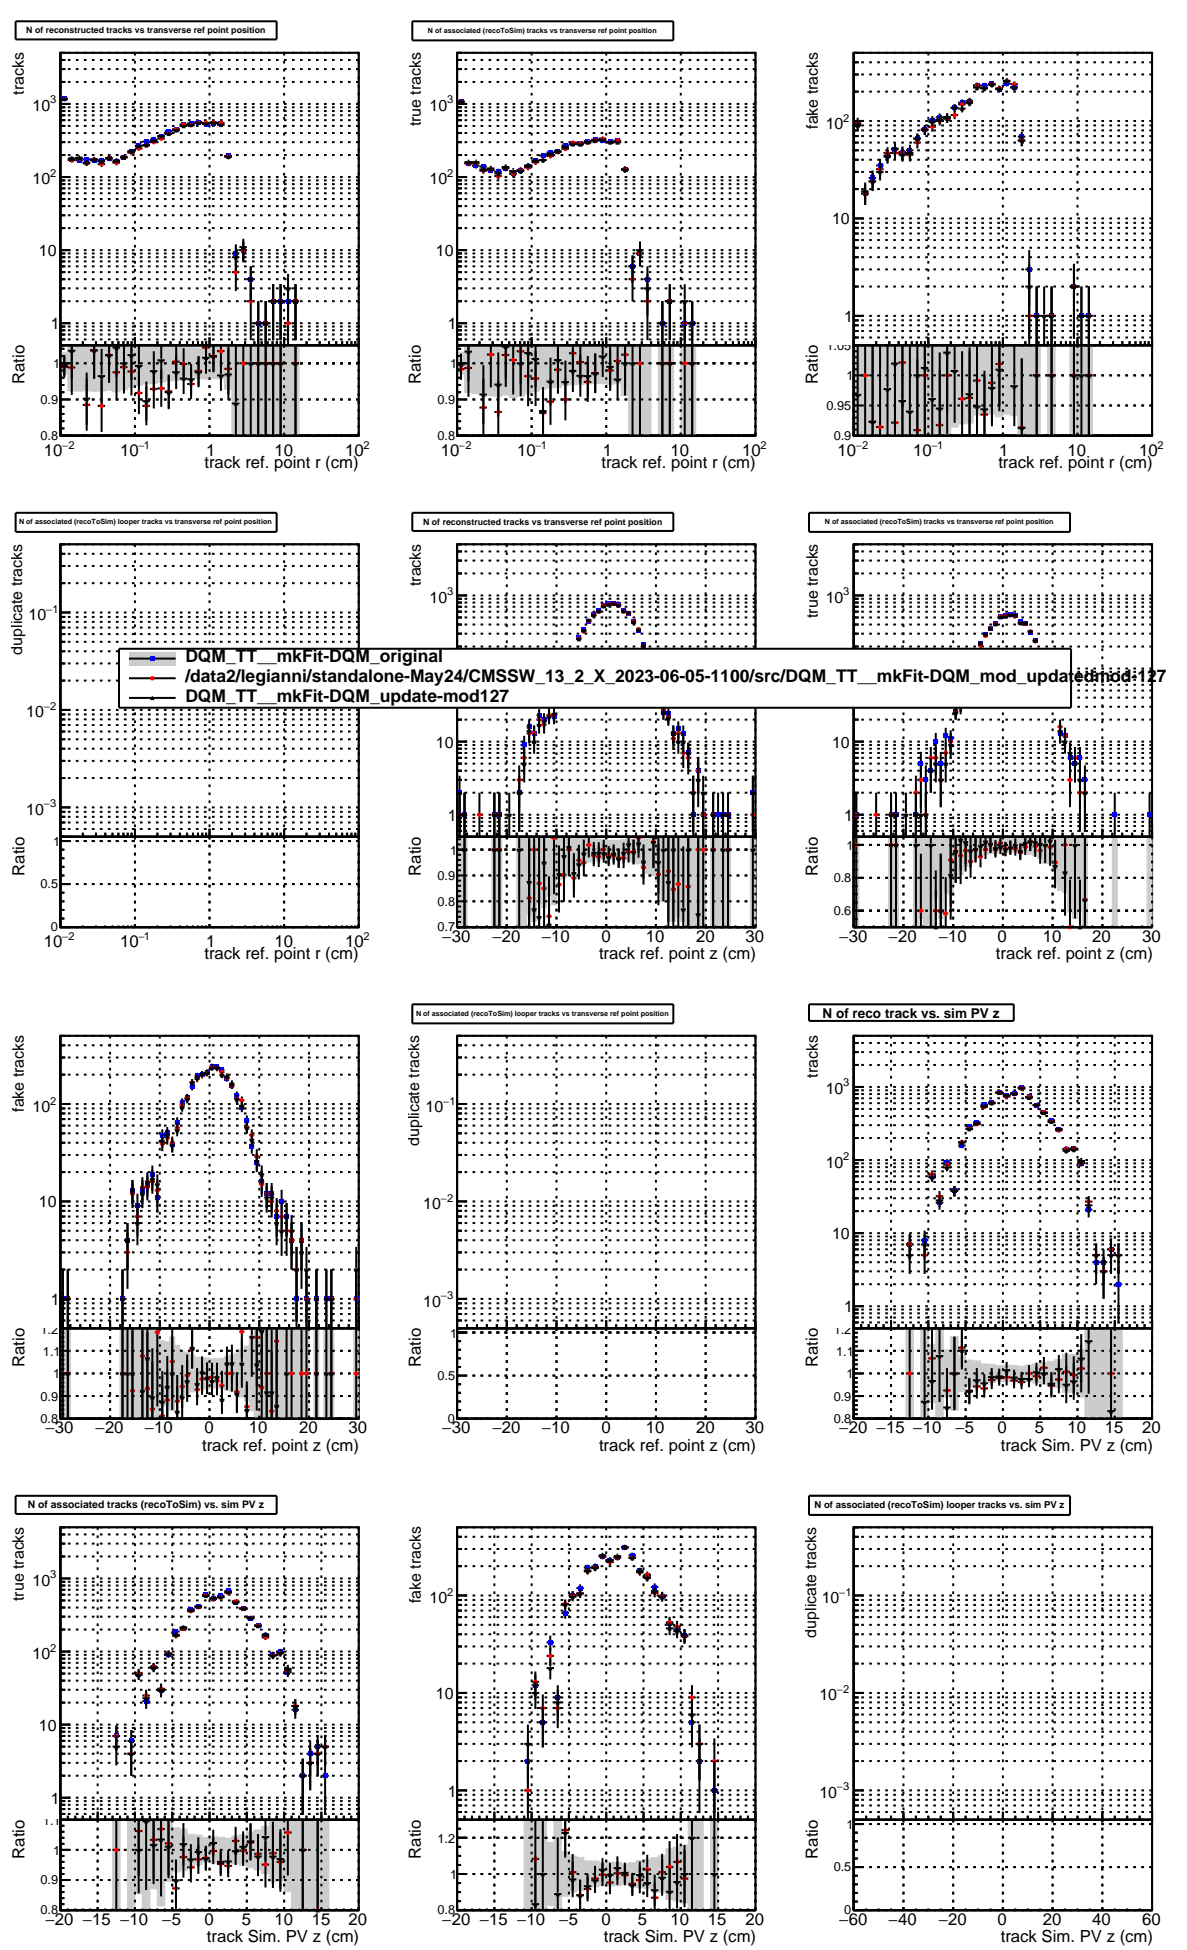 N of reconstructed tracks vs transverse ref point position
N of associated (recoToSim) tracks vs transverse ref point position
tracks
10³
10²
10
1
Ratio
1
0.9
0.8
10⁻² 10⁻¹ 1 10 10²
track ref. point r (cm)
true tracks
10³
10²
10
1
Ratio
1
0.9
0.8
10⁻² 10⁻¹ 1 10 10²
track ref. point r (cm)
fake tracks
10²
10
1
Ratio
1.05
1
0.95
0.9
10⁻² 10⁻¹ 1 10 10²
track ref. point r (cm)
N of associated (recoToSim) looper tracks vs transverse ref point position
N of reconstructed tracks vs transverse ref point position
N of associated (recoToSim) tracks vs transverse ref point position
duplicate tracks
10⁻¹
10⁻²
10⁻³
Ratio
1
0.5
0
10⁻² 10⁻¹ 1 10 10²
track ref. point r (cm)
tracks
10³
10
1
Ratio
1
0.9
0.8
0.7
−30 −20 −10 0 10 20 30
track ref. point z (cm)
true tracks
10³
10
1
Ratio
1
0.8
0.6
−30 −20 −10 0 10 20 30
track ref. point z (cm)
DQM_TT__mkFit-DQM_original
/data2/legianni/standalone-May24/CMSSW_13_2_X_2023-06-05-1100/src/DQM_TT__mkFit-DQM_mod_updatedmod-127
DQM_TT__mkFit-DQM_update-mod127
N of associated (recoToSim) looper tracks vs transverse ref point position
N of reco track vs. sim PV z
fake tracks
10²
10
1
Ratio
1.2
1.1
1
0.9
0.8
−30 −20 −10 0 10 20 30
track ref. point z (cm)
duplicate tracks
10⁻¹
10⁻²
10⁻³
Ratio
1
0.5
0
−30 −20 −10 0 10 20 30
track ref. point z (cm)
tracks
10³
10²
10
1
Ratio
1.2
1.1
1
0.9
0.8
−20 −15 −10 −5 0 5 10 15 20
track Sim. PV z (cm)
N of associated tracks (recoToSim) vs. sim PV z
N of associated (recoToSim) looper tracks vs. sim PV z
true tracks
10³
10²
10
1
Ratio
1.1
1
0.9
0.8
−20 −15 −10 −5 0 5 10 15 20
track Sim. PV z (cm)
fake tracks
10²
10
1
Ratio
1.2
1
0.8
−20 −15 −10 −5 0 5 10 15 20
track Sim. PV z (cm)
duplicate tracks
10⁻¹
10⁻²
10⁻³
Ratio
1
0.5
0
−60 −40 −20 0 20 40 60
track Sim. PV z (cm)